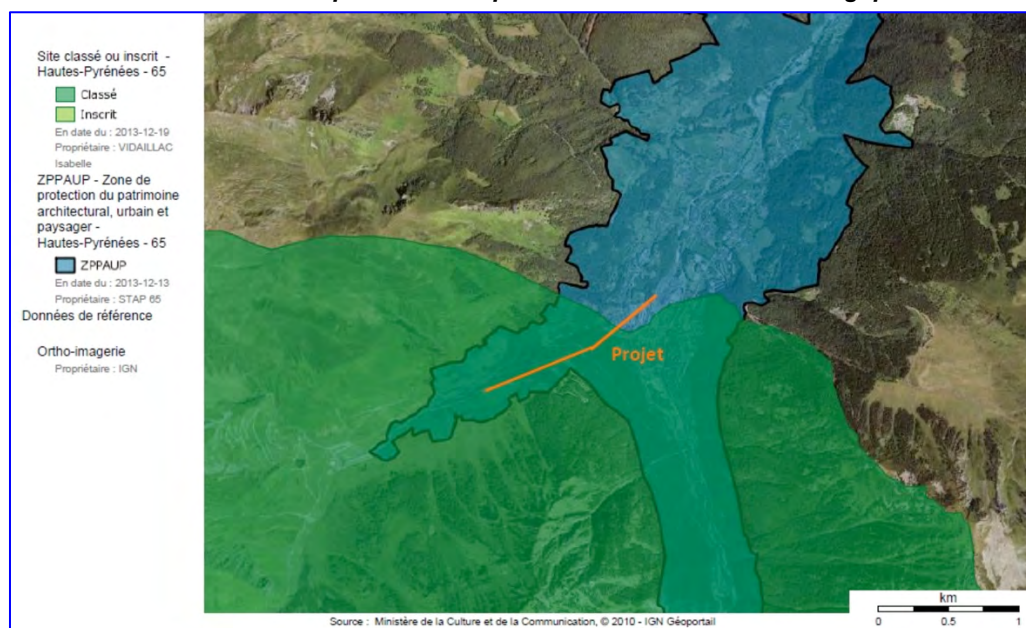 Site classé ou inscrit -
Hautes-Pyrénées - 65
Classé
Inscrit
En date du : 2013-12-19
Propriétaire : VIDAILLAC
Isabelle
ZPPAUP - Zone de
protection du patrimoine
architectural, urbain et
paysager -
Hautes-Pyrénées - 65
ZPPAUP
En date du : 2013-12-13
Propriétaire : STAP 65
Données de référence
Ortho-imagerie
Propriétaire : IGN
Projet
km
0 0.5 1
Source : Ministère de la Culture et de la Communication, © 2010 - IGN Géoportail